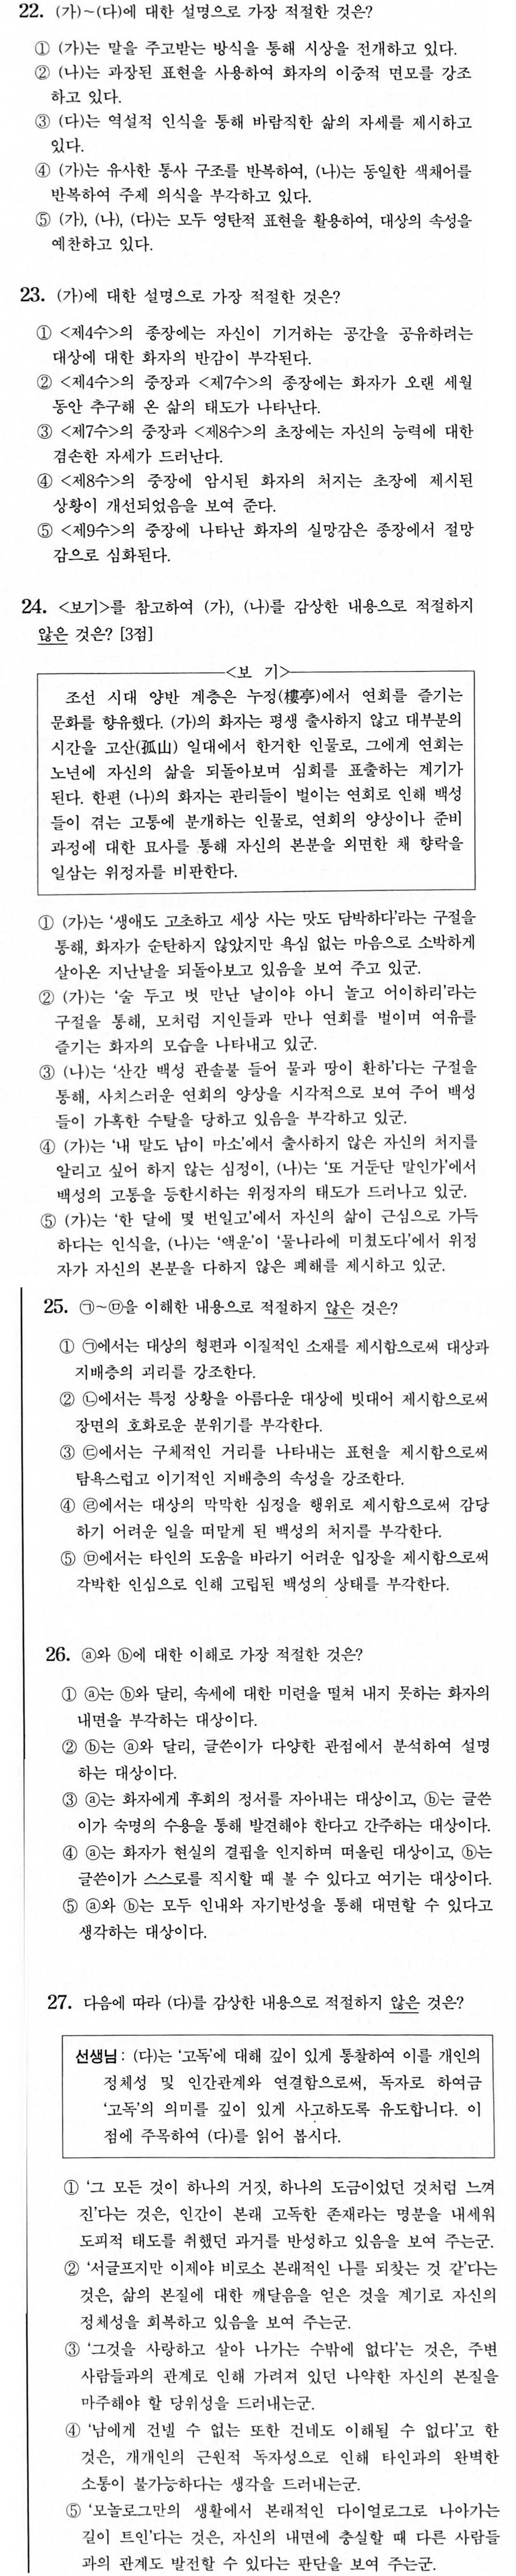 22. (가)~(다)에 대한 설명으로 가장 적절한 것은?
① (가)는 말을 주고받는 방식을 통해 시상을 전개하고 있다.
② (나)는 과장된 표현을 사용하여 화자의 이중적 면모를 강조
하고 있다.
③ (다)는 역설적 인식을 통해 바람직한 삶의 자세를 제시하고
있다.
④ (가)는 유사한 통사 구조를 반복하여, (나)는 동일한 색채어를
반복하여 주제 의식을 부각하고 있다.
⑤ (가), (나), (다)는 모두 영탄적 표현을 활용하여, 대상의 속성을
예찬하고 있다.
23. (가)에 대한 설명으로 가장 적절한 것은?
① <제4수>의 종장에는 자신이 기거하는 공간을 공유하려는
대상에 대한 화자의 반감이 부각된다.
② <제4수>의 중장과 <제7수>의 종장에는 화자가 오랜 세월
동안 추구해 온 삶의 태도가 나타난다.
③ <제7수>의 중장과 <제8수>의 초장에는 자신의 능력에 대한
겸손한 자세가 드러난다.
④ <제8수>의 중장에 암시된 화자의 처지는 초장에 제시된
상황이 개선되었음을 보여 준다.
⑤ <제9수>의 중장에 나타난 화자의 실망감은 종장에서 절망
감으로 심화된다.
24. <보기>를 참고하여 (가), (나)를 감상한 내용으로 적절하지
않은 것은? [3점]
<보 기>
조선 시대 양반 계층은 누정(樓亭)에서 연회를 즐기는
문화를 향유했다. (가)의 화자는 평생 출사하지 않고 대부분의
시간을 고산(孤山) 일대에서 한거한 인물로, 그에게 연회는
노년에 자신의 삶을 되돌아보며 심회를 표출하는 계기가
된다. 한편 (나)의 화자는 관리들이 벌이는 연회로 인해 백성
들이 겪는 고통에 분개하는 인물로, 연회의 양상이나 준비
과정에 대한 묘사를 통해 자신의 본분을 외면한 채 향락을
일삼는 위정자를 비판한다.
① (가)는 ‘생애도 고초하고 세상 사는 맛도 담박하다’라는 구절을
통해, 화자가 순탄하지 않았지만 욕심 없는 마음으로 소박하게
살아온 지난날을 되돌아보고 있음을 보여 주고 있군.
② (가)는 ‘술 두고 벗 만난 날이야 아니 놀고 어이하리’라는
구절을 통해, 모처럼 지인들과 만나 연회를 벌이며 여유를
즐기는 화자의 모습을 나타내고 있군.
③ (나)는 ‘산간 백성 관솔불 들어 물과 땅이 환하’다는 구절을
통해, 사치스러운 연회의 양상을 시각적으로 보여 주어 백성
들이 가혹한 수탈을 당하고 있음을 부각하고 있군.
④ (가)는 ‘내 말도 남이 마소’에서 출사하지 않은 자신의 처지를
알리고 싶어 하지 않는 심정이, (나)는 ‘또 거둔단 말인가’에서
백성의 고통을 등한시하는 위정자의 태도가 드러나고 있군.
⑤ (가)는 ‘한 달에 몇 번일고’에서 자신의 삶이 근심으로 가득
하다는 인식을, (나)는 ‘액운’이 ‘물나라에 미쳤도다’에서 위정
자가 자신의 본분을 다하지 않은 폐해를 제시하고 있군.
25. ㉠~㉤을 이해한 내용으로 적절하지 않은 것은?
① ㉠에서는 대상의 형편과 이질적인 소재를 제시함으로써 대상과
지배층의 괴리를 강조한다.
② ㉡에서는 특정 상황을 아름다운 대상에 빗대어 제시함으로써
장면의 호화로운 분위기를 부각한다.
③ ㉢에서는 구체적인 거리를 나타내는 표현을 제시함으로써
탐욕스럽고 이기적인 지배층의 속성을 강조한다.
④ ㉣에서는 대상의 막막한 심정을 행위로 제시함으로써 감당
하기 어려운 일을 떠맡게 된 백성의 처지를 부각한다.
⑤ ㉤에서는 타인의 도움을 바라기 어려운 입장을 제시함으로써
각박한 인심으로 인해 고립된 백성의 상태를 부각한다.
26. ⓐ와 ⓑ에 대한 이해로 가장 적절한 것은?
① ⓐ는 ⓑ와 달리, 속세에 대한 미련을 떨쳐 내지 못하는 화자의
내면을 부각하는 대상이다.
② ⓑ는 ⓐ와 달리, 글쓴이가 다양한 관점에서 분석하여 설명
하는 대상이다.
③ ⓐ는 화자에게 후회의 정서를 자아내는 대상이고, ⓑ는 글쓴
이가 숙명의 수용을 통해 발견해야 한다고 간주하는 대상이다.
④ ⓐ는 화자가 현실의 결핍을 인지하며 떠올린 대상이고, ⓑ는
글쓴이가 스스로를 직시할 때 볼 수 있다고 여기는 대상이다.
⑤ ⓐ와 ⓑ는 모두 인내와 자기반성을 통해 대면할 수 있다고
생각하는 대상이다.
27. 다음에 따라 (다)를 감상한 내용으로 적절하지 않은 것은?
선생님 : (다)는 ‘고독’에 대해 깊이 있게 통찰하여 이를 개인의
정체성 및 인간관계와 연결함으로써, 독자로 하여금
‘고독’의 의미를 깊이 있게 사고하도록 유도합니다. 이
점에 주목하여 (다)를 읽어 봅시다.
① ‘그 모든 것이 하나의 거짓, 하나의 도금이었던 것처럼 느껴
진’다는 것은, 인간이 본래 고독한 존재라는 명분을 내세워
도피적 태도를 취했던 과거를 반성하고 있음을 보여 주는군.
② ‘서글프지만 이제야 비로소 본래적인 나를 되찾는 것 같’다는
것은, 삶의 본질에 대한 깨달음을 얻은 것을 계기로 자신의
정체성을 회복하고 있음을 보여 주는군.
③ ‘그것을 사랑하고 살아 나가는 수밖에 없다’는 것은, 주변
사람들과의 관계로 인해 가려져 있던 나약한 자신의 본질을
마주해야 할 당위성을 드러내는군.
④ ‘남에게 건넬 수 없는 또한 건네도 이해될 수 없다’고 한
것은, 개개인의 근원적 독자성으로 인해 타인과의 완벽한
소통이 불가능하다는 생각을 드러내는군.
⑤ ‘모놀로그만의 생활에서 본래적인 다이얼로그로 나아가는
길이 트인’다는 것은, 자신의 내면에 충실할 때 다른 사람들
과의 관계도 발전할 수 있다는 판단을 보여 주는군.